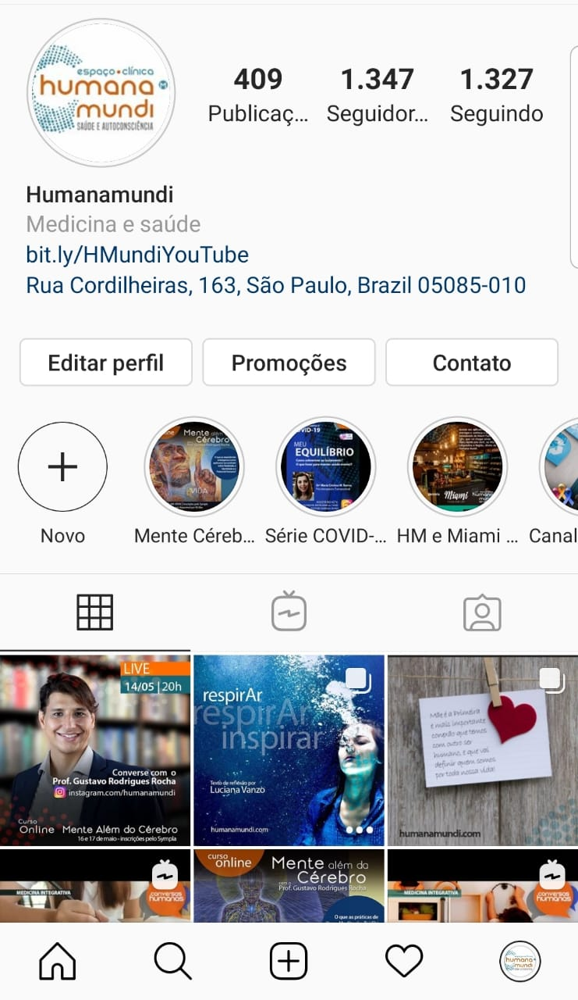 espaço•clínica
humana
mundi
SAÚDE E AUTOCONSCIÊNCIA
409
1.347
1.327
Publicaç...
Seguidor...
Seguindo
Humanamundi
Medicina e saúde
bit.ly/HMundiYouTube
Rua Cordilheiras, 163, São Paulo, Brazil 05085-010
Editar perfil
Promoções
Contato
Mente além
Cérebro
VIDA
VID-19
MEU
EQUILÍBRIO
Miami
Novo
Mente Céreb...
Série COVID-...
HM e Miami ...
Canal
LIVE
14/05 | 20h
Converse com o
Prof. Gustavo Rodrigues Rocha
instagram.com/humanamundi
Curso
Online Mente Além do Cérebro
16 e 17 de maio - inscrições pelo Sympla
respirAr
respirAr
inspirar
Texto de reflexão por
Luciana Vanzo
humanamundi.com
Mãe é a Primeira
e mais importante
conexão que temos
com outro ser
humano, e que vai
definir quem somos
por toda nossa vida!
humanamundi.com
MEDICINA INTEGRATIVA
conversas
humanas
curso
online
Mente além da
Cérebro
com o
Prof. Gustavo Rodrigues Rocha
O que as práticas de
MEDICINA INTEGRATIVA
conversas
humanas
humana
mundi